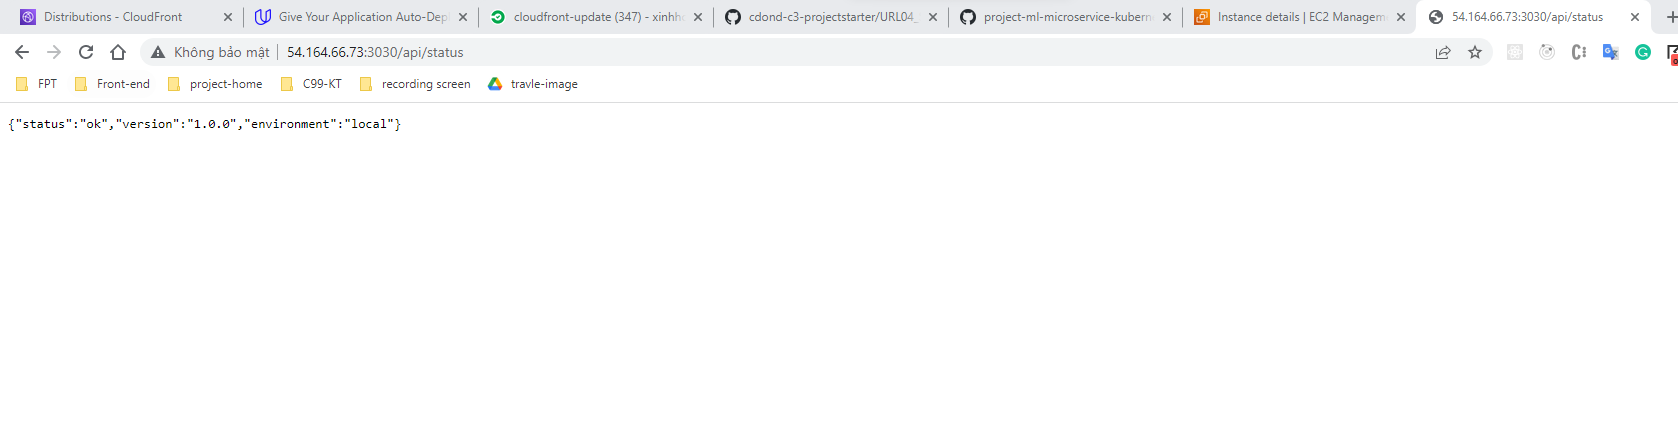 Distributions - CloudFront
Give Your Application Auto-Dep
cloudfront-update (347) - xinhh
cdond-c3-projectstarter/URL04_
project-ml-microservice-kubern
Instance details | EC2 Managem
54.164.66.73:3030/api/status
Không bảo mật | 54.164.66.73:3030/api/status
FPT Front-end project-home C99-KT recording screen travle-image
{"status":"ok","version":"1.0.0","environment":"local"}